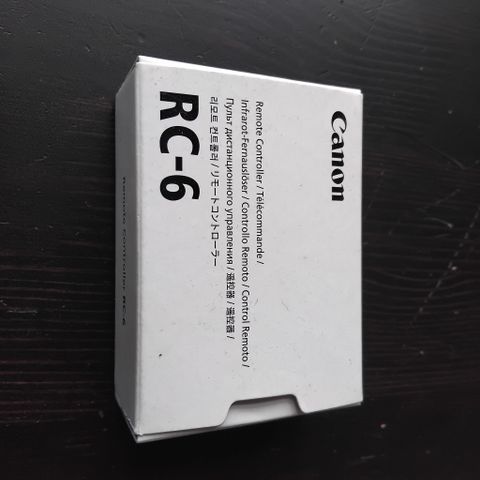 Canon
Remote Controller / Télécommande /
Infrarot-Fernauslöser / Controllo Remoto / Control Remoto /
Пульт дистанционного управления / 遥控器 / 遙控器 /
리모트 컨트롤러 / リモートコントローラー
RC-6
Remote Controller RC-6